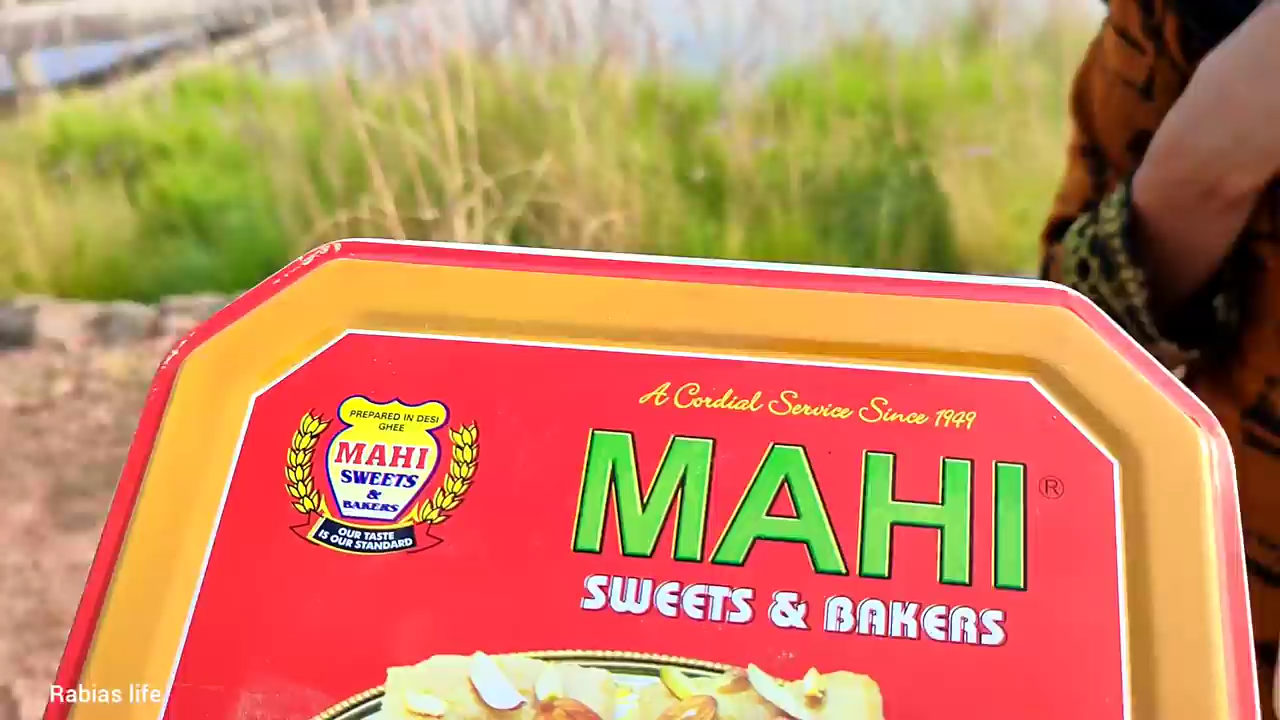 A Cordial Service Since 1949
PREPARED IN DESI
GHEE
MAHI
SWEETS
&
BAKERS
OUR TASTE
IS OUR STANDARD
MAHI®
SWEETS & BAKERS
Rabias life